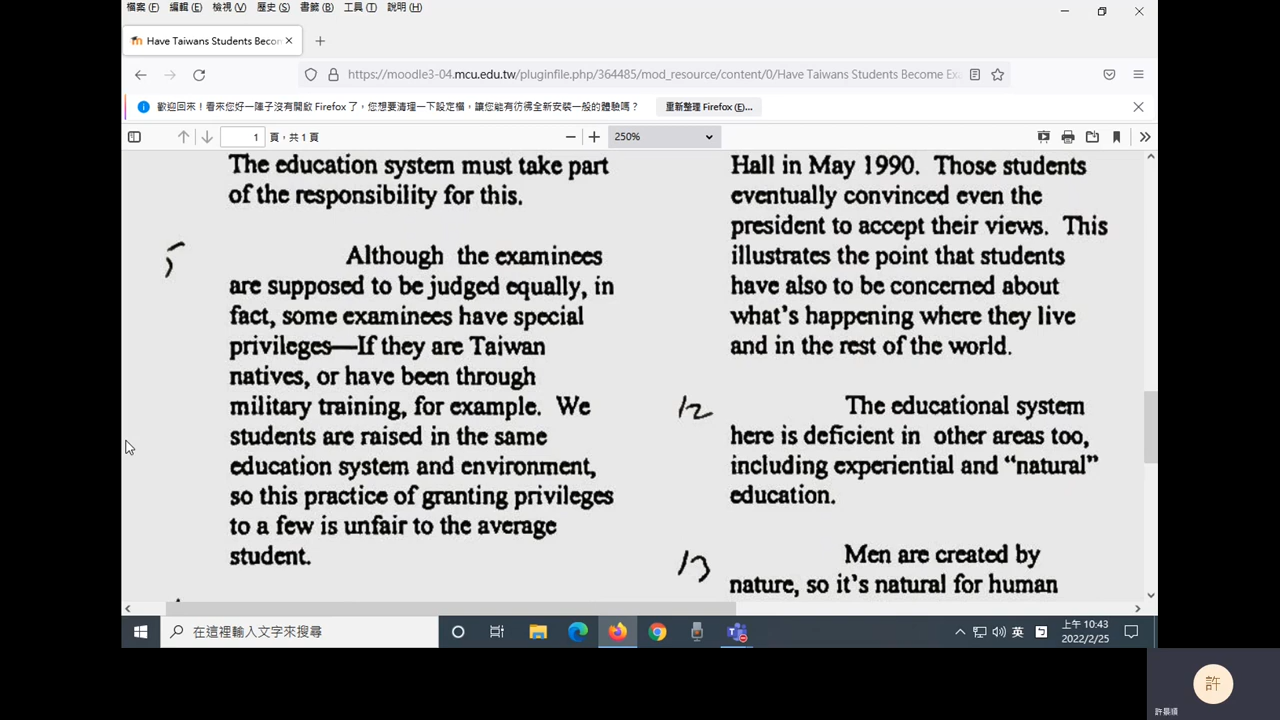 檔案(F) 編輯(E) 檢視(V) 歷史(S) 書籤(B) 工具(T) 說明(H)
Have Taiwans Students Becom
https://moodle3-54.mcu.edu.tw/pluginfile.php/364485/mod_resource/content/0/Have Taiwans Students Become Ex
歡迎回來！看來您好一陣子沒有開啟 Firefox 了，您想要清理一下設定檔，讓您能有彷彿全新安裝一般的體驗嗎？ 重新整理 Firefox (E)...
1 頁，共 1 頁 250%
The education system must take part
of the responsibility for this.
5
Although the examinees
are supposed to be judged equally, in
fact, some examinees have special
privileges—If they are Taiwan
natives, or have been through
military training, for example. We
students are raised in the same
education system and environment,
so this practice of granting privileges
to a few is unfair to the average
student.
Hall in May 1990. Those students
eventually convinced even the
president to accept their views. This
illustrates the point that students
have also to be concerned about
what's happening where they live
and in the rest of the world.
12
The educational system
here is deficient in other areas too,
including experiential and “natural”
education.
13
Men are created by
nature, so it's natural for human
在這裡輸入文字來搜尋
英
上午 10:43
2022/2/25
許